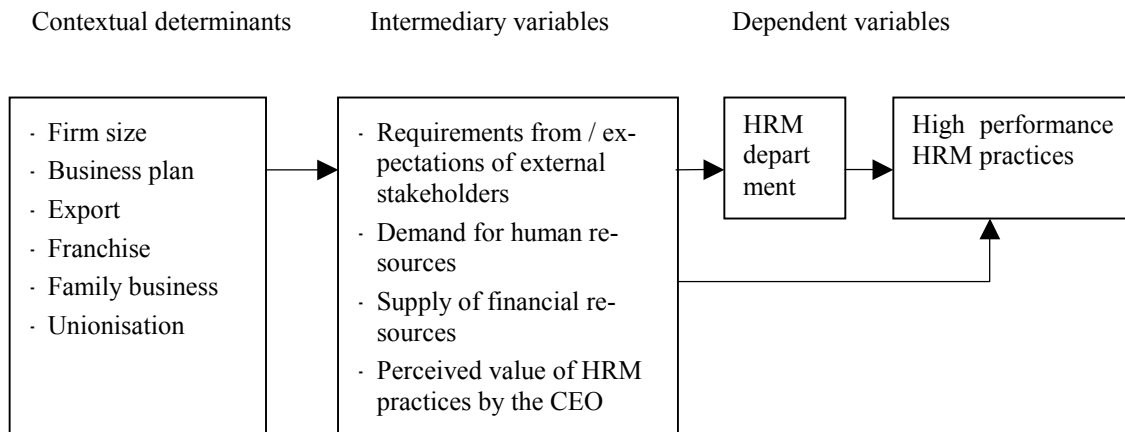 Contextual determinants
Intermediary variables
Dependent variables
· Firm size
· Business plan
· Export
· Franchise
· Family business
· Unionisation
· Requirements from / ex-
pectations of external
stakeholders
· Demand for human re-
sources
· Supply of financial re-
sources
· Perceived value of HRM
practices by the CEO
HRM
depart
ment
High performance
HRM practices